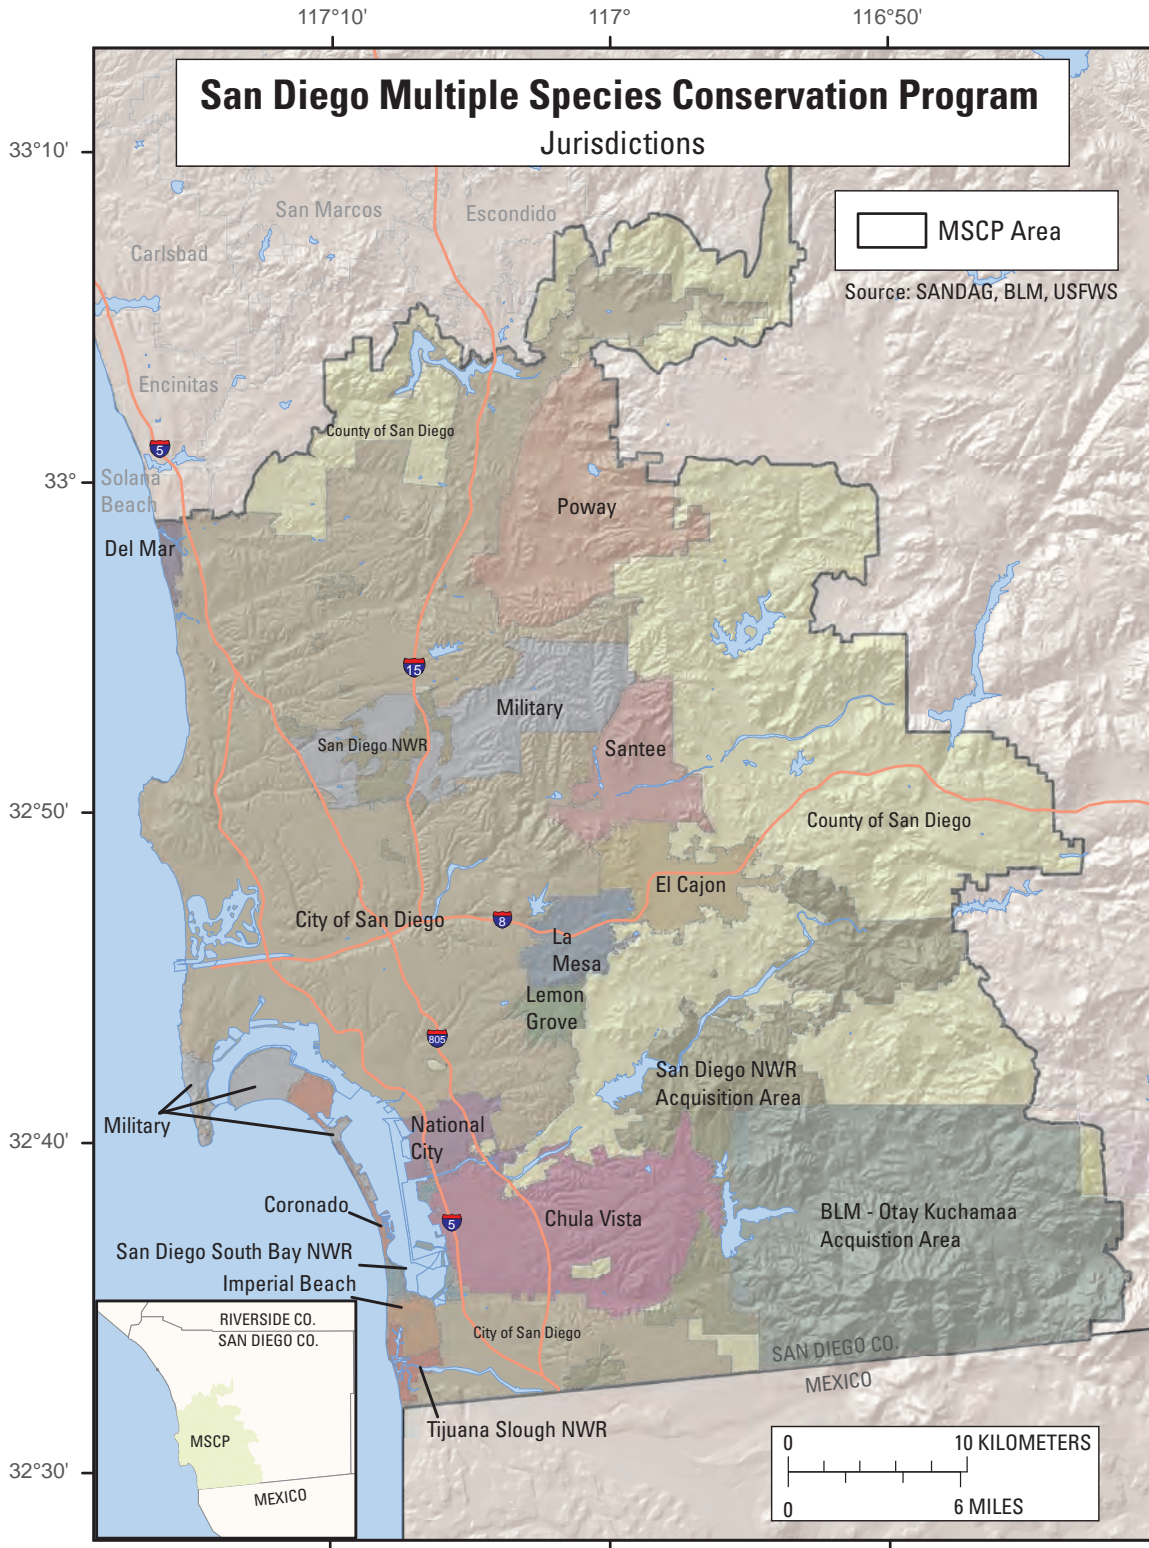 117°10'
117°
116°50'
San Diego Multiple Species Conservation Program
Jurisdictions
33°10'
MSCP Area
Source: SANDAG, BLM, USFWS
San Marcos
Escondido
Carlsbad
Encinitas
County of San Diego
5
33°
Solana
Beach
Poway
Del Mar
15
Military
San Diego NWR
Santee
32°50'
County of San Diego
El Cajon
City of San Diego
8
La
Mesa
Lemon
Grove
805
San Diego NWR
Acquisition Area
Military
National
City
32°40'
Coronado
5
Chula Vista
BLM - Otay Kuchamaa
Acquistion Area
San Diego South Bay NWR
Imperial Beach
City of San Diego
SAN DIEGO CO.
MEXICO
RIVERSIDE CO.
SAN DIEGO CO.
MSCP
MEXICO
Tijuana Slough NWR
32°30'
0
10 KILOMETERS
0
6 MILES